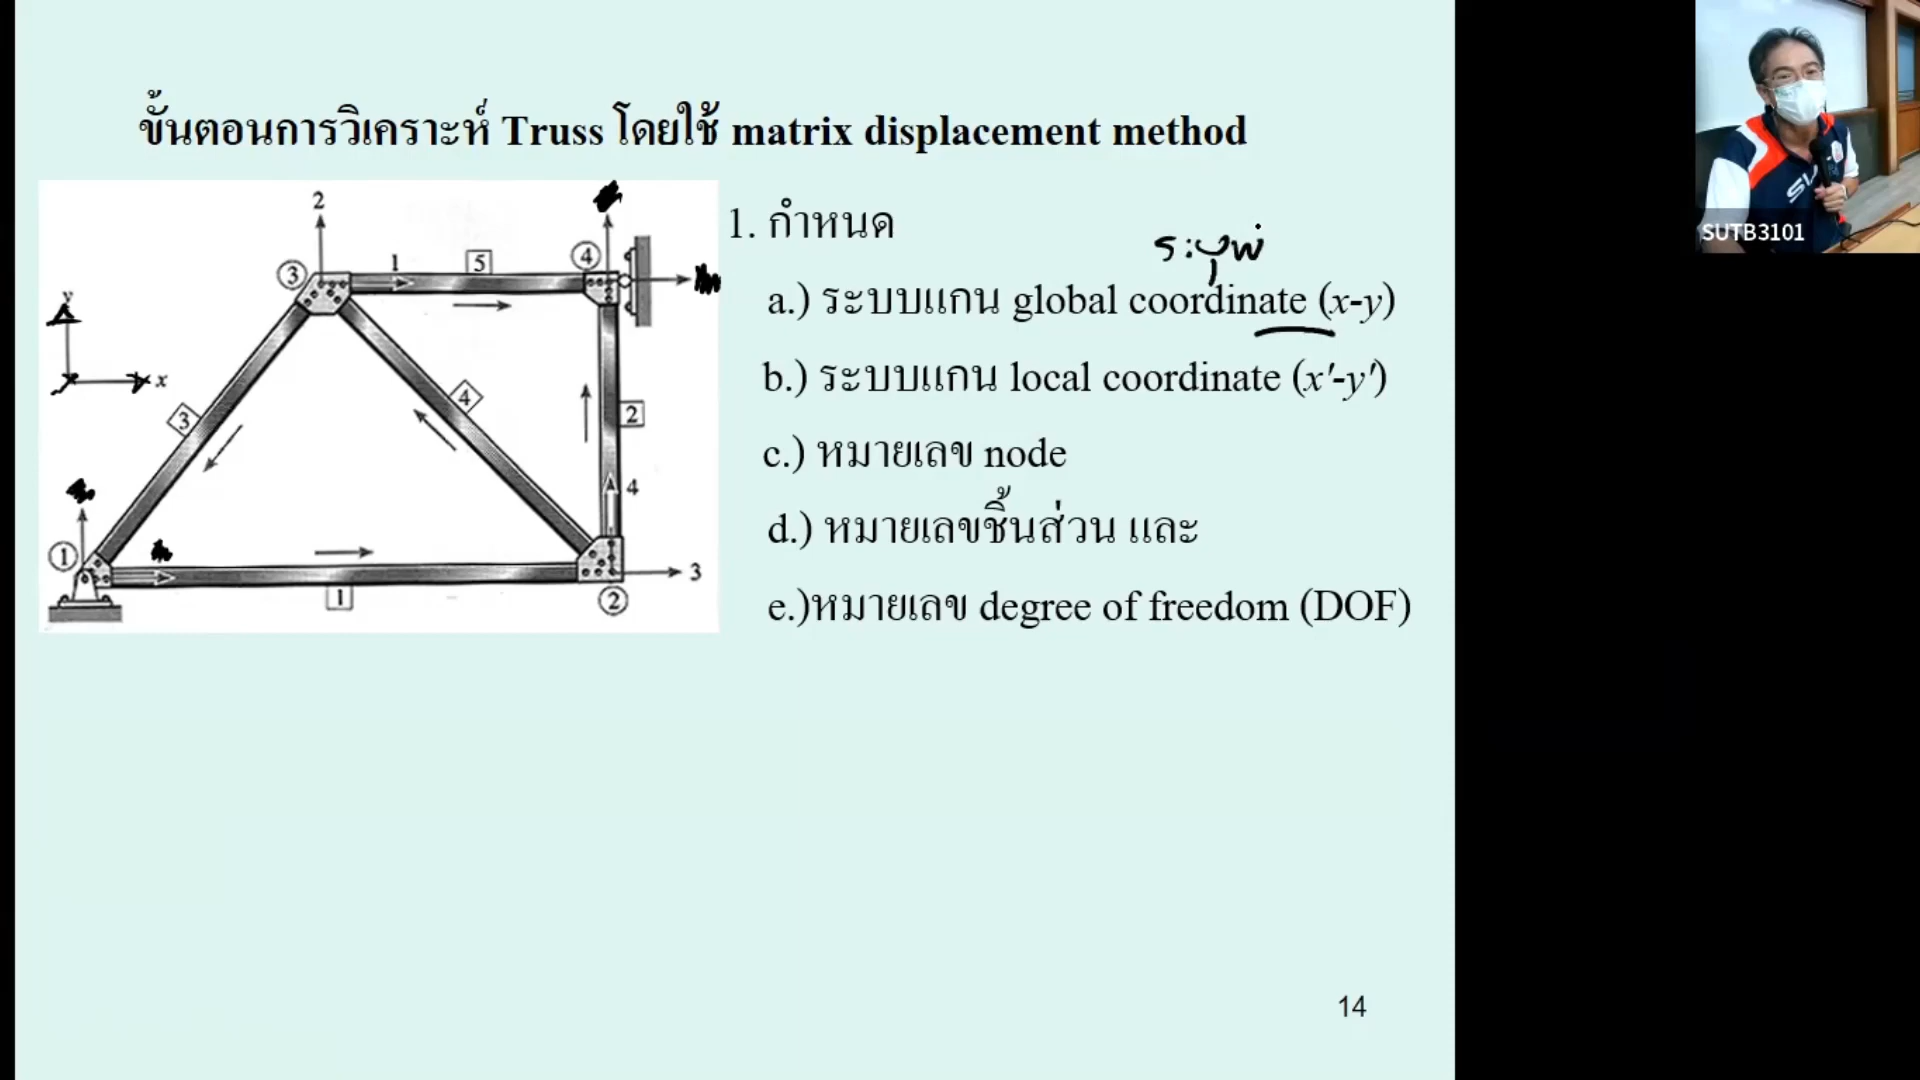 ขั้นตอนการวิเคราะห์ Truss โดยใช้ matrix displacement method
1. กำหนด
a.) ระบบแกน global coordinate (x-y)
b.) ระบบแกน local coordinate (x'-y')
c.) หมายเลข node
d.) หมายเลขชิ้นส่วน และ
e.)หมายเลข degree of freedom (DOF)
2
3
1
5
4
y
x
3
4
2
4
1
3
1
2
14
SUTB3101